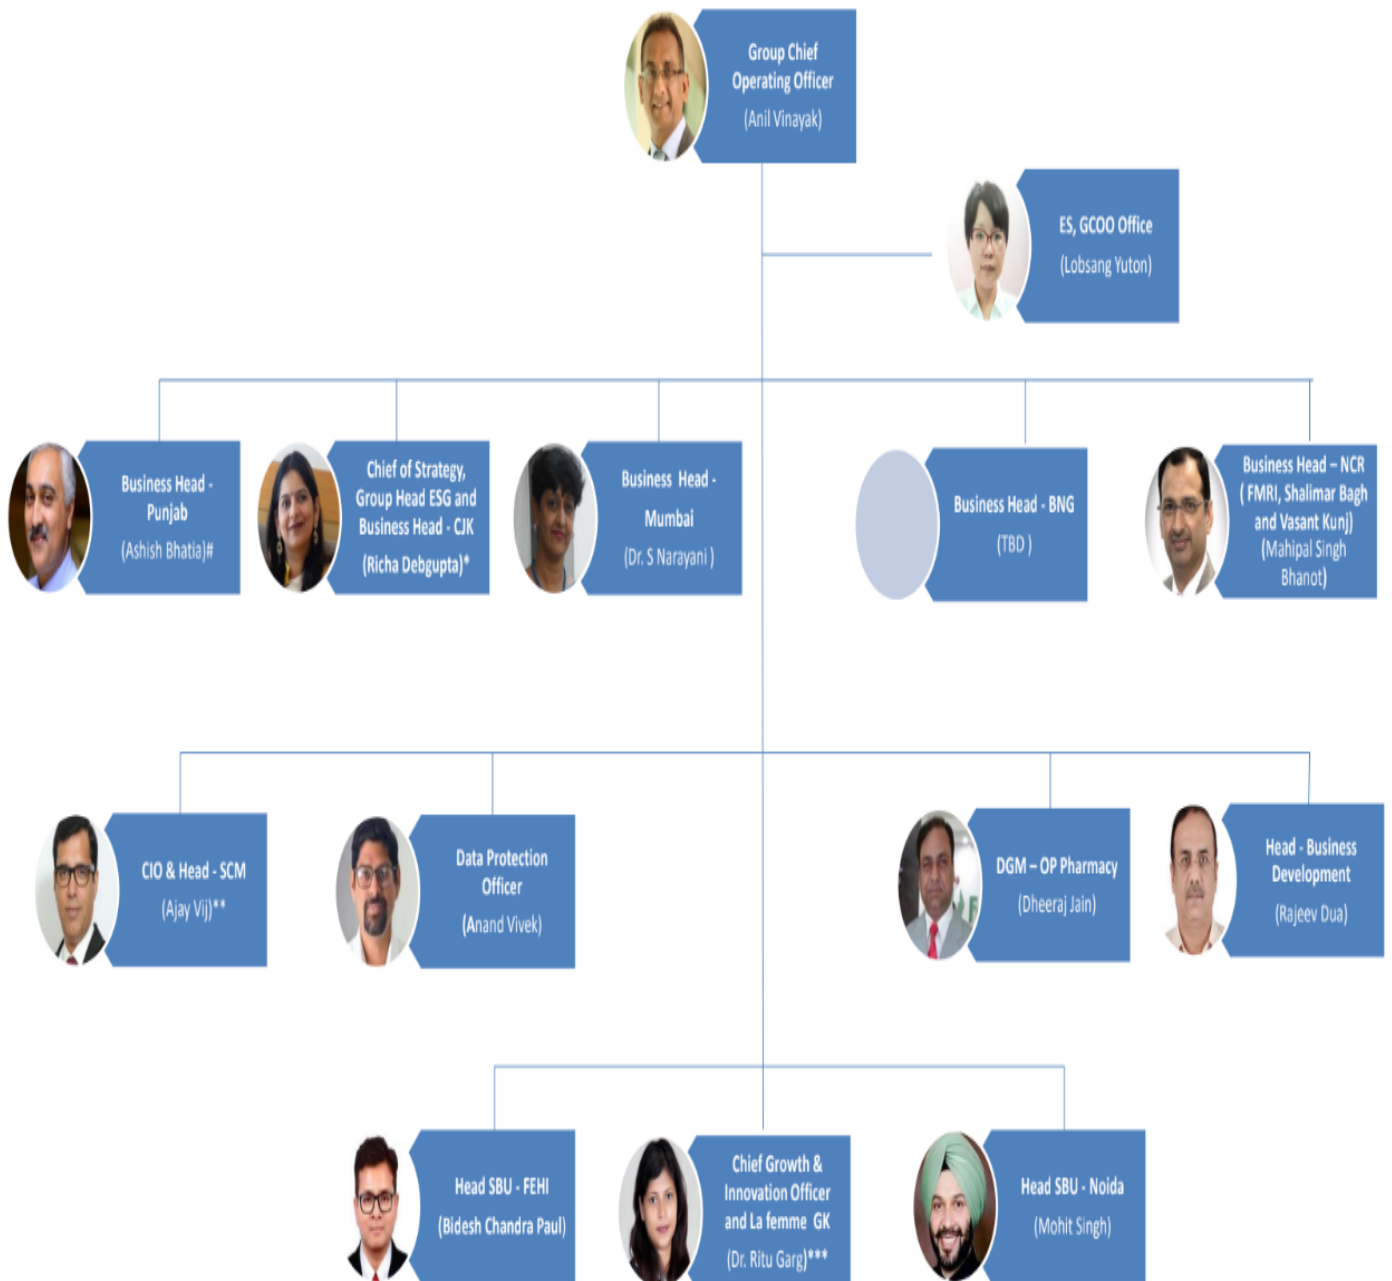 Group Chief
Operating Officer
(Anil Vinayak)
ES, GCOO Office
(Lobsang Yuton)
Business Head -
Punjab
(Ashish Bhatia)#
Chief of Strategy,
Group Head ESG and
Business Head - CJK
(Richa Debgupta)*
Business Head -
Mumbai
(Dr. S Narayani )
Business Head - BNG
(TBD )
Business Head – NCR
( FMRI, Shalimar Bagh
and Vasant Kunj)
(Mahipal Singh
Bhanot)
CIO & Head - SCM
(Ajay Vij)**
Data Protection
Officer
(Anand Vivek)
DGM – OP Pharmacy
(Dheeraj Jain)
Head - Business
Development
(Rajeev Dua)
Head SBU - FEHI
(Bidesh Chandra Paul)
Chief Growth &
Innovation Officer
and La femme GK
(Dr. Ritu Garg)***
Head SBU - Noida
(Mohit Singh)